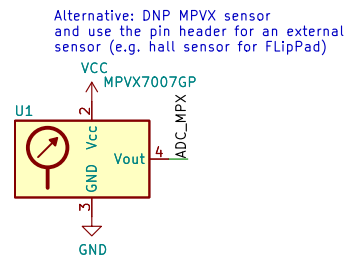 Alternative: DNP MPVX sensor
and use the pin header for an external
sensor (e.g. hall sensor for FLipPad)
VCC
MPVX7007GP
U1
2
Vcc
ADC_MPX
Vout
4
GND
3
GND